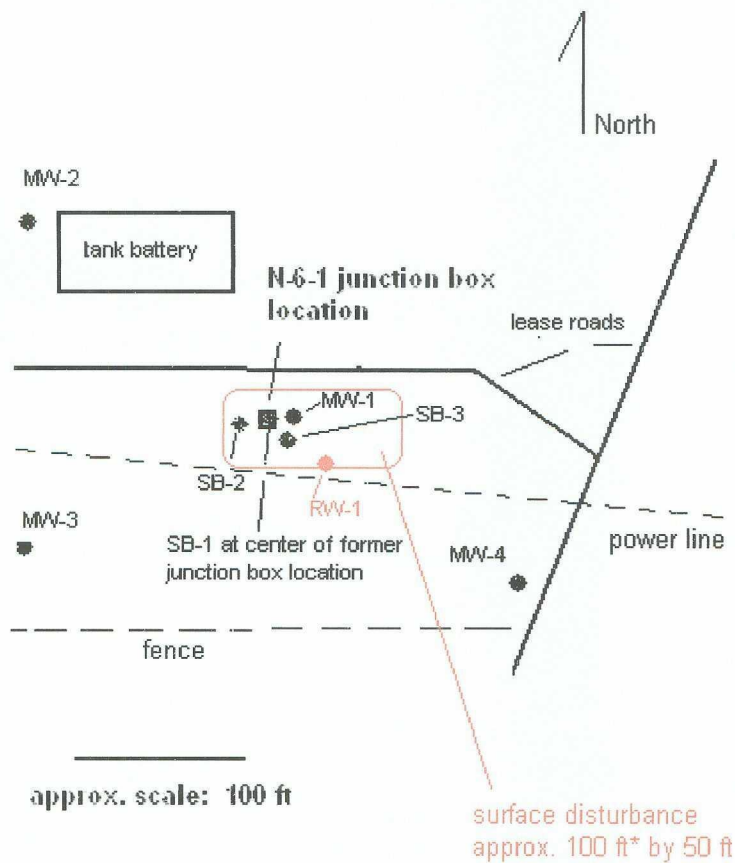 North
MW-2
tank battery
N-6-1 junction box
location
lease roads
MW-1
SB-3
SB-2
RW-1
MW-3
SB-1 at center of former
junction box location
MW-4
power line
fence
approx. scale: 100 ft
surface disturbance
approx. 100 ft* by 50 ft